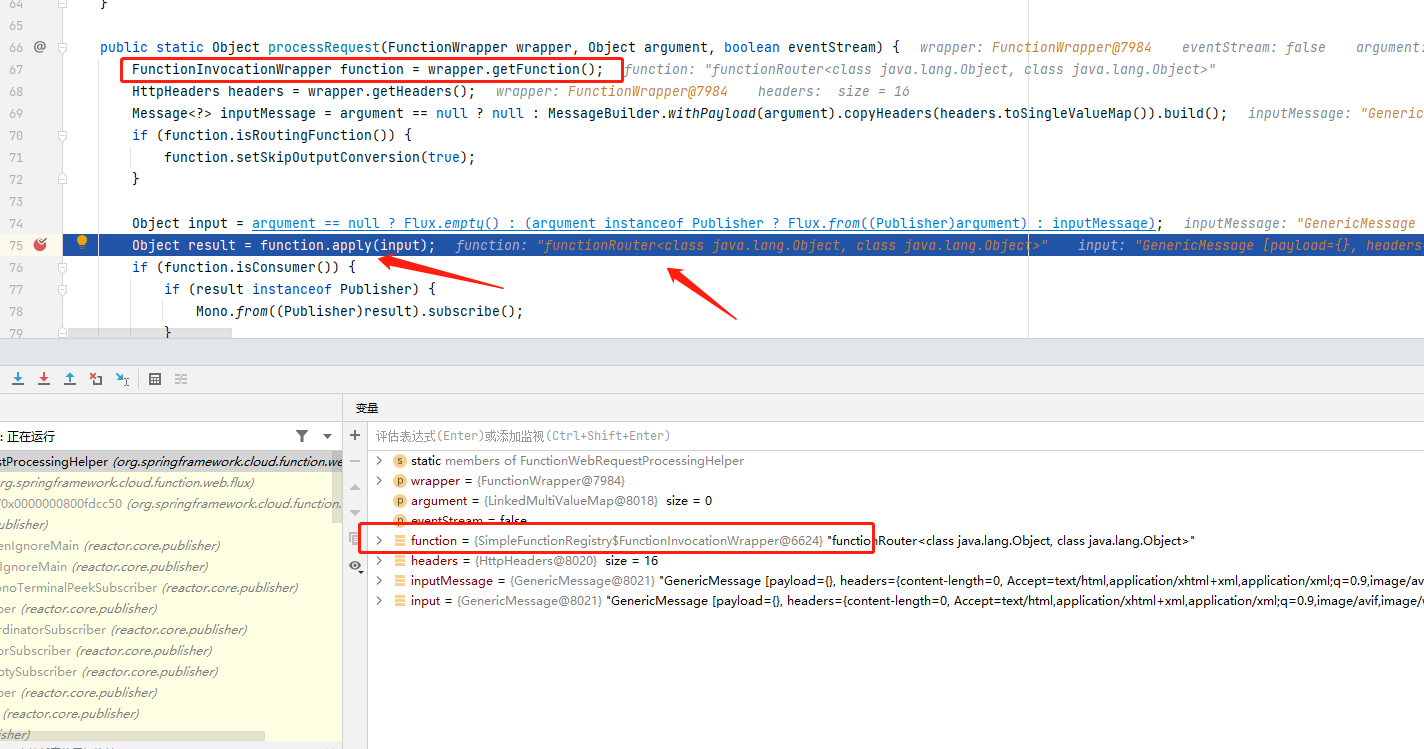 64 }
65
66 @ public static Object processRequest(FunctionWrapper wrapper, Object argument, boolean eventStream) { wrapper: FunctionWrapper@7984 eventStream: false argument:
67 FunctionInvocationWrapper function = wrapper.getFunction(); function: "functionRouter<class java.lang.Object, class java.lang.Object>"
68 HttpHeaders headers = wrapper.getHeaders(); wrapper: FunctionWrapper@7984 headers: size = 16
69 Message<?> inputMessage = argument == null ? null : MessageBuilder.withPayload(argument).copyHeaders(headers.toSingleValueMap()).build(); inputMessage: "Generic
70 if (function.isRoutingFunction()) {
71 function.setSkipOutputConversion(true);
72 }
73
74 Object input = argument == null ? Flux.empty() : (argument instanceof Publisher ? Flux.from((Publisher)argument) : inputMessage); inputMessage: "GenericMessage
75 Object result = function.apply(input); function: "functionRouter<class java.lang.Object, class java.lang.Object>" input: "GenericMessage [payload={}, headers=
76 if (function.isConsumer()) {
77 if (result instanceof Publisher) {
78 Mono.from((Publisher)result).subscribe();
79 }
变量
: 正在运行
评估表达式(Enter)或添加监视(Ctrl+Shift+Enter)
stProcessingHelper (org.springframework.cloud.function.we
rg.springframework.cloud.function.web.flux)
/0x0000000800fdcc50 (org.springframework.cloud.function.
publisher)
enIgnoreMain (reactor.core.publisher)
IgnoreMain (reactor.core.publisher)
onoTerminalPeekSubscriber (reactor.core.publisher)
ber (reactor.core.publisher)
rdinatorSubscriber (reactor.core.publisher)
orSubscriber (reactor.core.publisher)
ptySubscriber (reactor.core.publisher)
ber (reactor.core.publisher)
(reactor.core.publisher)
isher)
static members of FunctionWebRequestProcessingHelper
wrapper = {FunctionWrapper@7984}
argument = {LinkedMultiValueMap@8018} size = 0
eventStream = false
function = {SimpleFunctionRegistry$FunctionInvocationWrapper@6624} "functionRouter<class java.lang.Object, class java.lang.Object>"
headers = {HttpHeaders@8020} size = 16
inputMessage = {GenericMessage@8021} "GenericMessage [payload={}, headers={content-length=0, Accept=text/html,application/xhtml+xml,application/xml;q=0.9,image/av
input = {GenericMessage@8021} "GenericMessage [payload={}, headers={content-length=0, Accept=text/html,application/xhtml+xml,application/xml;q=0.9,image/avif,image/